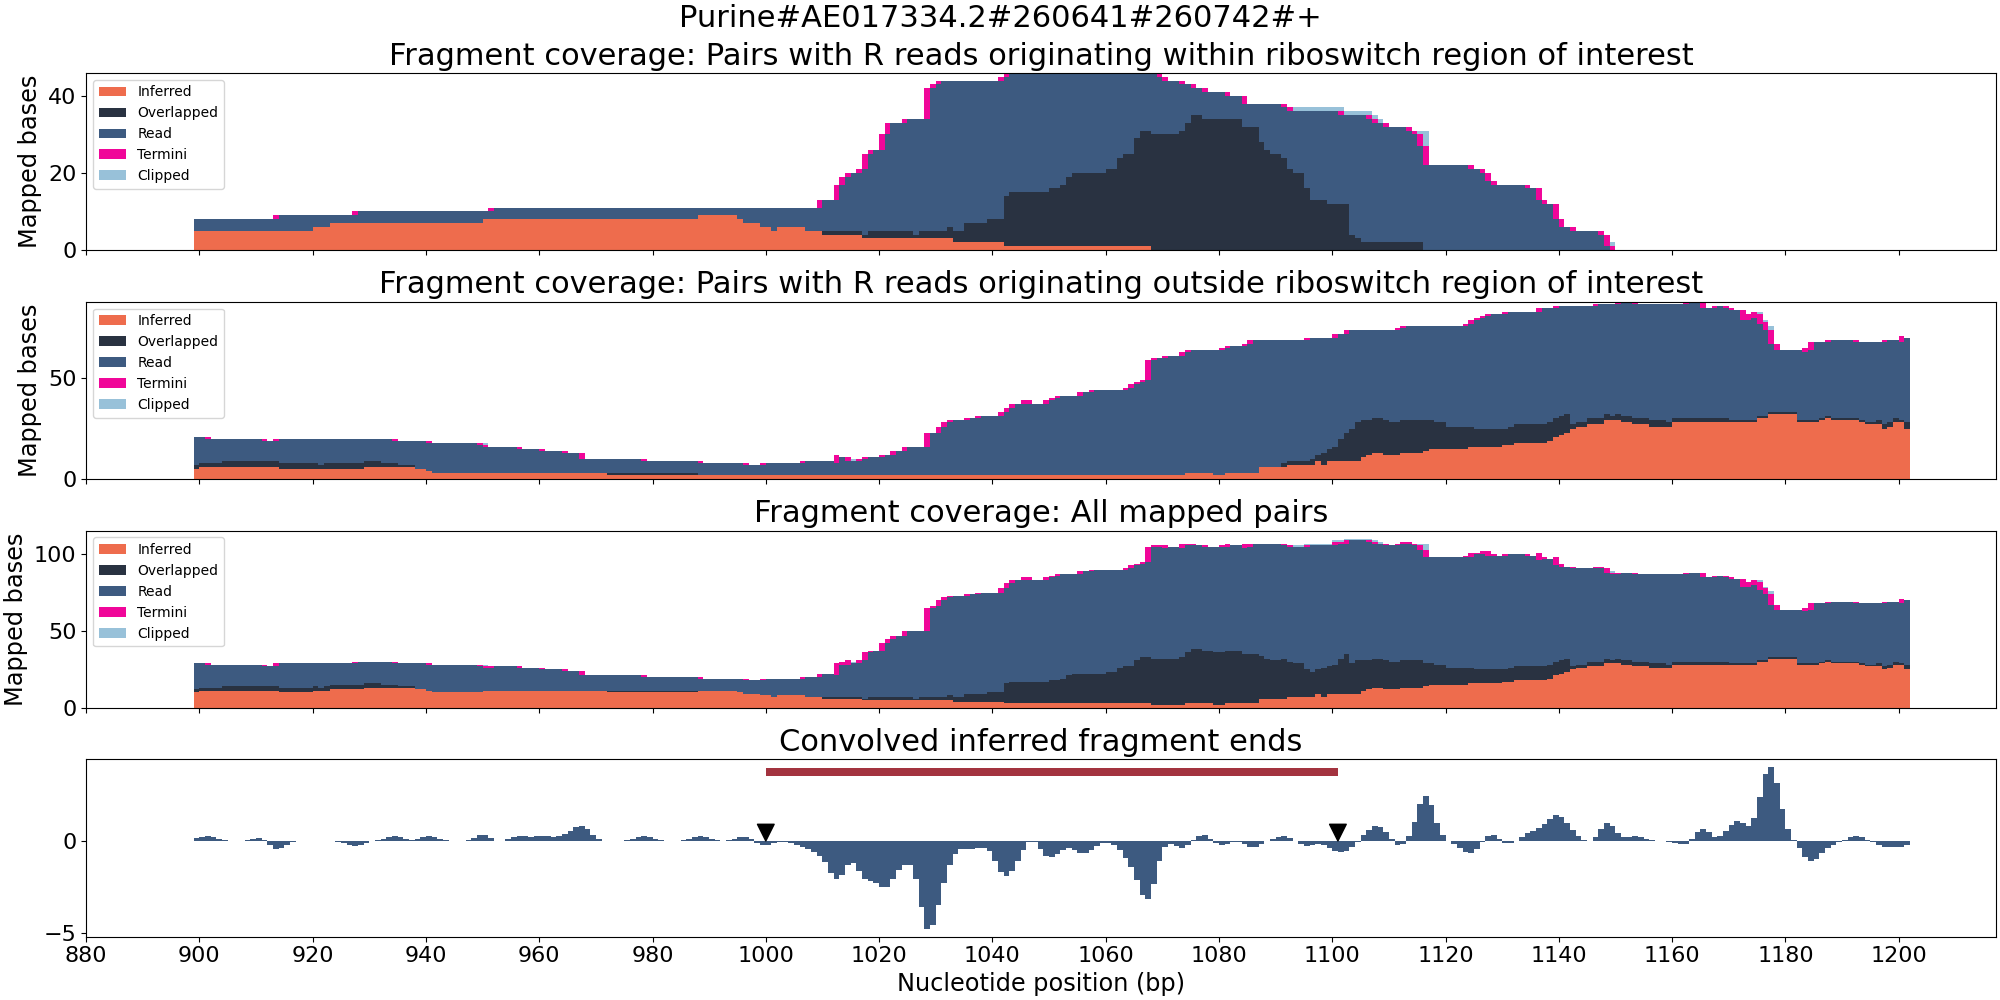 Purine#AE017334.2#260641#260742#+
Fragment coverage: Pairs with R reads originating within riboswitch region of interest
Mapped bases
40
20
0
Inferred
Overlapped
Read
Termini
Clipped
Fragment coverage: Pairs with R reads originating outside riboswitch region of interest
Mapped bases
50
0
Inferred
Overlapped
Read
Termini
Clipped
Fragment coverage: All mapped pairs
Mapped bases
100
50
0
Inferred
Overlapped
Read
Termini
Clipped
Convolved inferred fragment ends
0
−5
880 900 920 940 960 980 1000 1020 1040 1060 1080 1100 1120 1140 1160 1180 1200
Nucleotide position (bp)